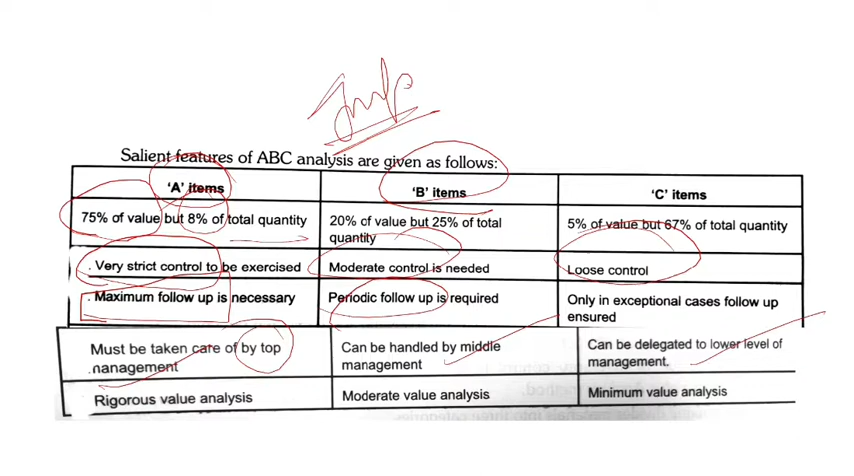 Imp
Salient features of ABC analysis are given as follows:
'A' items
'B' items
'C' items
75% of value but 8% of total quantity
20% of value but 25% of total
quantity
5% of value but 67% of total quantity
. Very strict control to be exercised
Moderate control is needed
Loose control
. Maximum follow up is necessary
Periodic follow up is required
Only in exceptional cases follow up
ensured
Must be taken care of by top
management
Can be handled by middle
management
Can be delegated to lower level of
management.
Rigorous value analysis
Moderate value analysis
Minimum value analysis